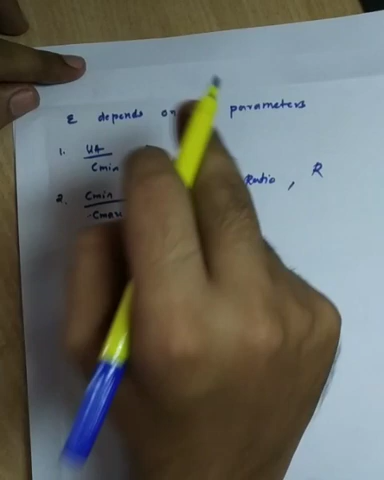 ε depends on parameters
1. UA / Cmin
2. Cmin / Cmax Ratio , R